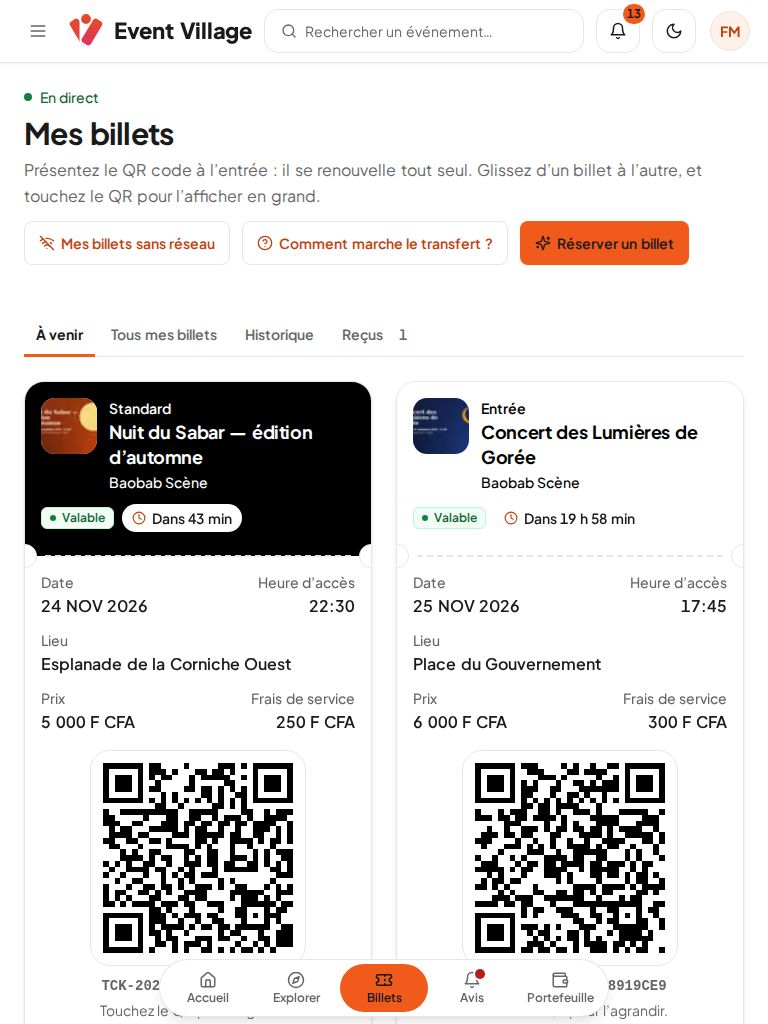 Event Village
Rechercher un événement…
13
FM
En direct
Mes billets
Présentez le QR code à l’entrée : il se renouvelle tout seul. Glissez d’un billet à l’autre, et
touchez le QR pour l’afficher en grand.
Mes billets sans réseau
Comment marche le transfert ?
Réserver un billet
À venir
Tous mes billets
Historique
Reçus 1
Standard
Nuit du Sabar — édition
d’automne
Baobab Scène
Valable
Dans 43 min
Date
Heure d’accès
24 NOV 2026
22:30
Lieu
Esplanade de la Corniche Ouest
Prix
Frais de service
5 000 F CFA
250 F CFA
Entrée
Concert des Lumières de
Gorée
Baobab Scène
Valable
Dans 19 h 58 min
Date
Heure d’accès
25 NOV 2026
17:45
Lieu
Place du Gouvernement
Prix
Frais de service
6 000 F CFA
300 F CFA
TCK-202
8919CE9
Touchez le
l’agrandir.
Accueil
Explorer
Billets
Avis
Portefeuille